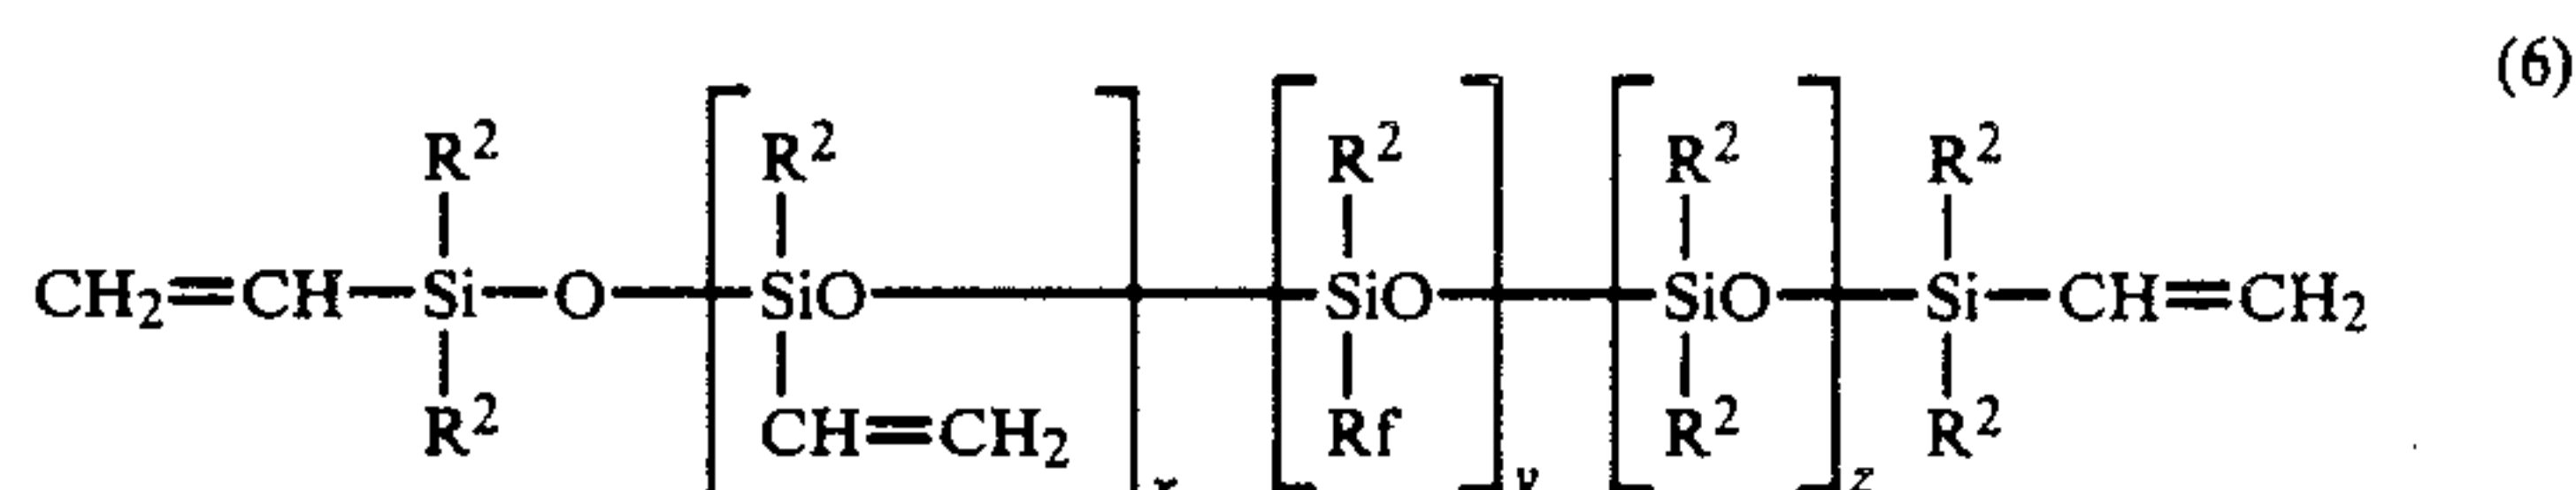 (6)
R² R² R² R² R²
CH₂=CH—Si—O—SiO—SiO—SiO—Si—CH=CH₂
R² CH=CH₂ Rf R² R²
x y z